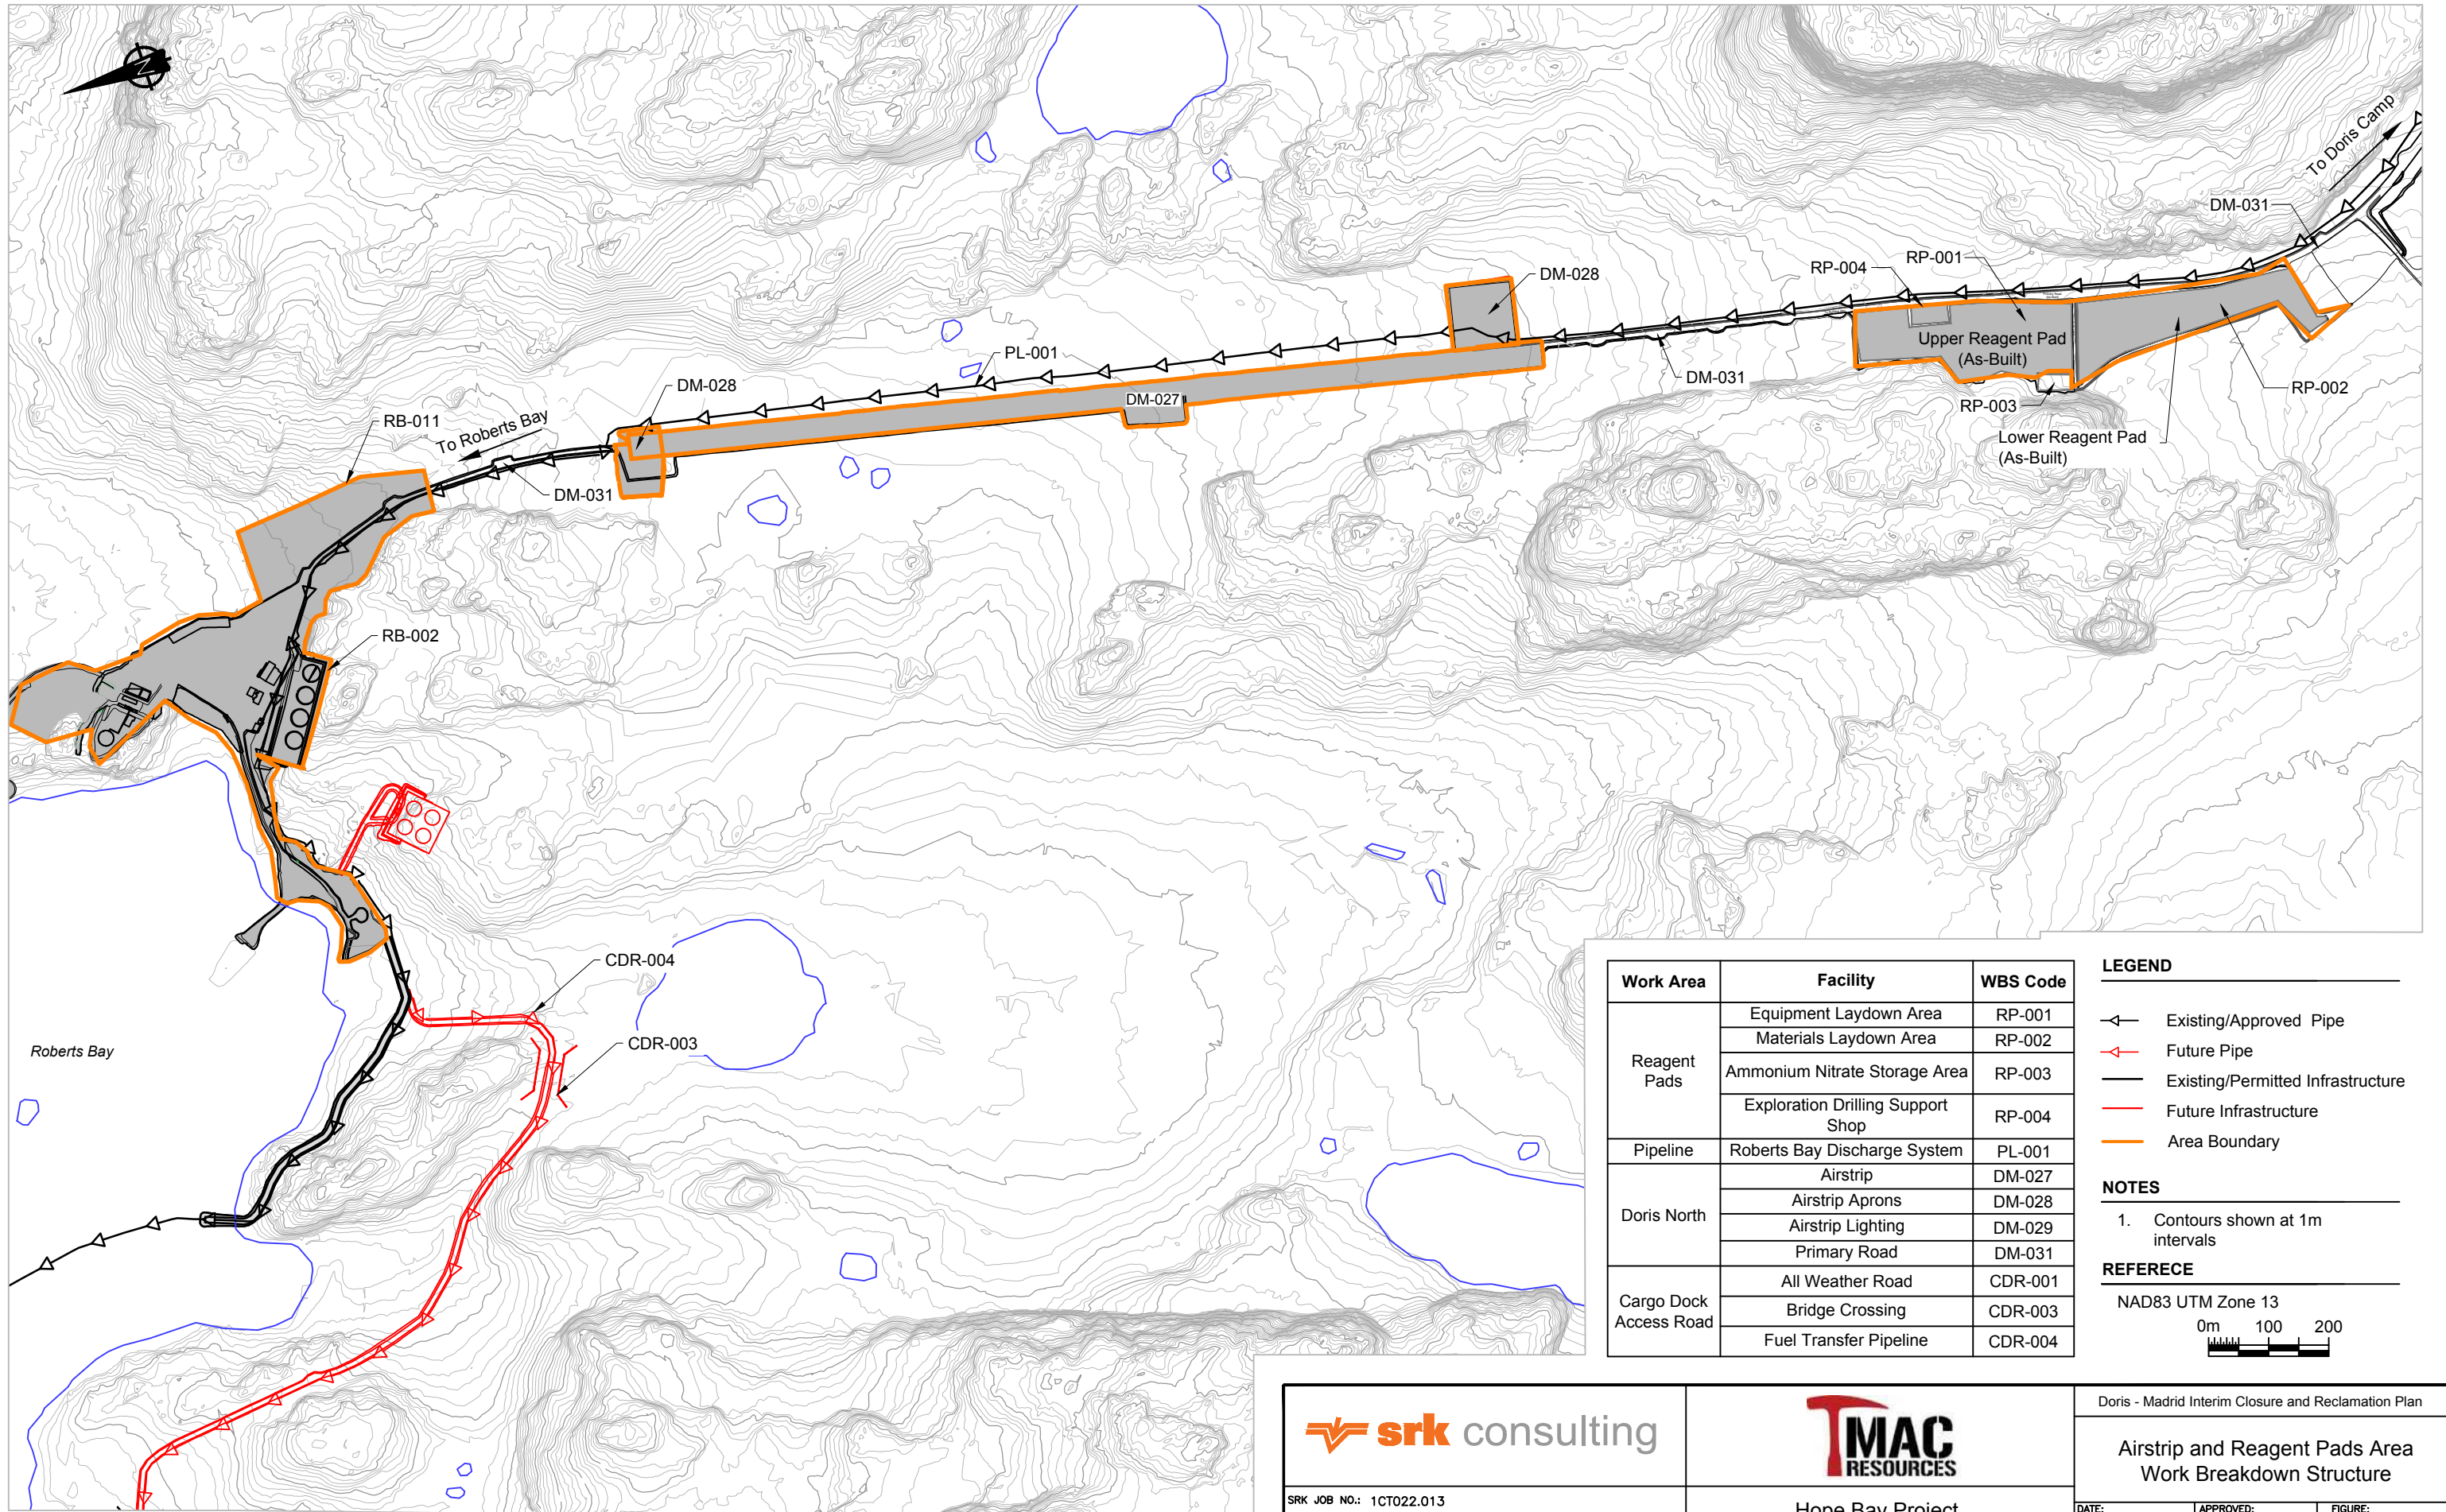 N
To Doris Camp
DM-031
RP-001
RP-004
DM-028
Upper Reagent Pad
(As-Built)
PL-001
DM-031
DM-028
DM-027
RP-002
RP-003
RB-011
To Roberts Bay
Lower Reagent Pad
(As-Built)
DM-031
RB-002
CDR-004
CDR-003
Roberts Bay
Work Area Facility WBS Code
Reagent Pads
Equipment Laydown Area RP-001
Materials Laydown Area RP-002
Ammonium Nitrate Storage Area RP-003
Exploration Drilling Support
Shop RP-004
Pipeline Roberts Bay Discharge System PL-001
Doris North
Airstrip DM-027
Airstrip Aprons DM-028
Airstrip Lighting DM-029
Primary Road DM-031
Cargo Dock
Access Road
All Weather Road CDR-001
Bridge Crossing CDR-003
Fuel Transfer Pipeline CDR-004
LEGEND
Existing/Approved Pipe
Future Pipe
Existing/Permitted Infrastructure
Future Infrastructure
Area Boundary
NOTES
1. Contours shown at 1m
intervals
REFERECE
NAD83 UTM Zone 13
0m 100 200
srk consulting
SRK JOB NO.: 1CT022.013
TMAC
RESOURCES
Hope Bay Project
Doris - Madrid Interim Closure and Reclamation Plan
Airstrip and Reagent Pads Area
Work Breakdown Structure
DATE: APPROVED: FIGURE: